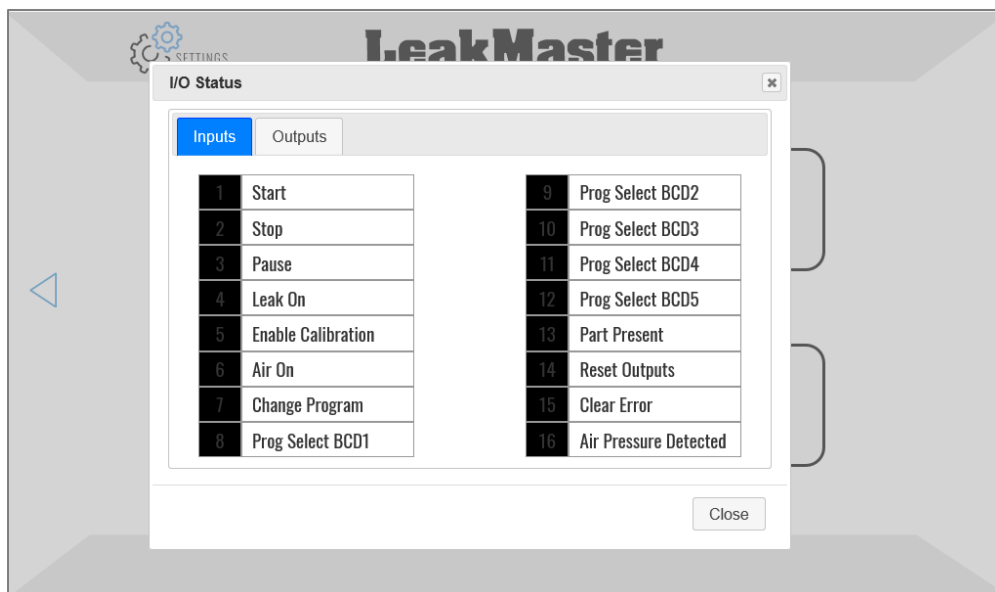 SETTINGS
LeakMaster
I/O Status
Inputs
Outputs
1 Start
2 Stop
3 Pause
4 Leak On
5 Enable Calibration
6 Air On
7 Change Program
8 Prog Select BCD1
9 Prog Select BCD2
10 Prog Select BCD3
11 Prog Select BCD4
12 Prog Select BCD5
13 Part Present
14 Reset Outputs
15 Clear Error
16 Air Pressure Detected
Close